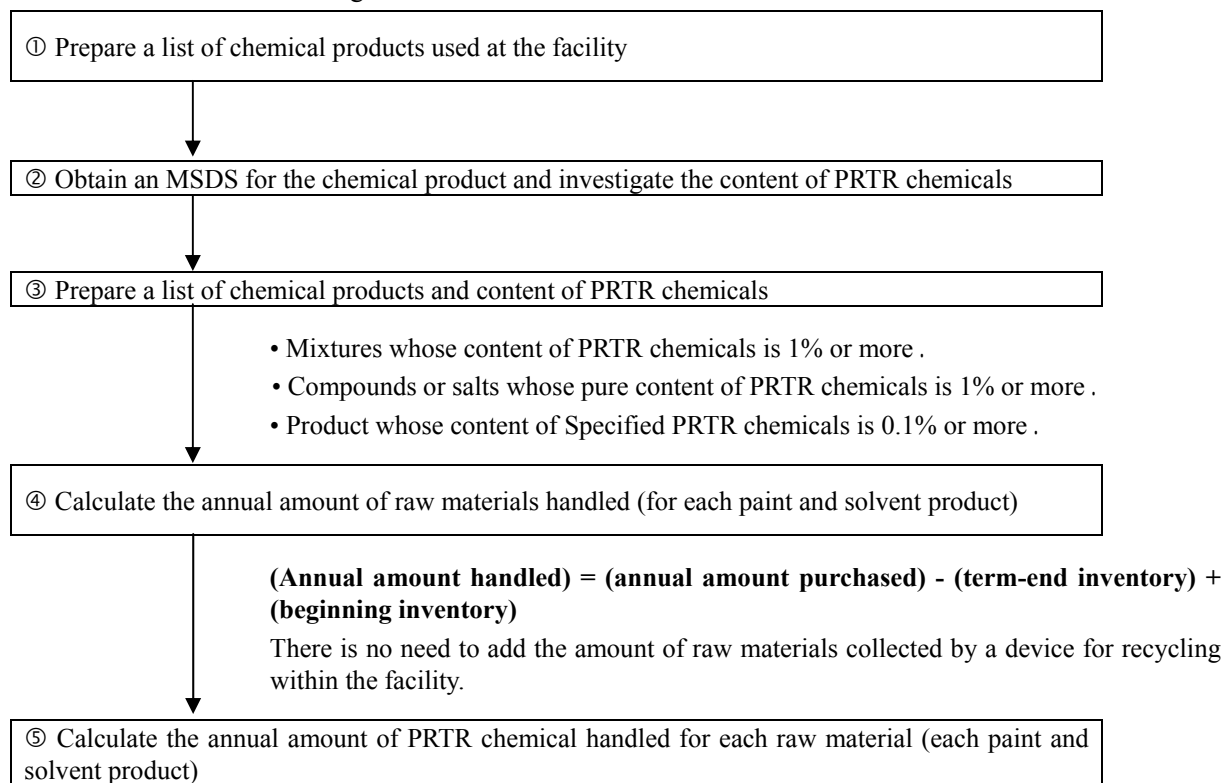 ① Prepare a list of chemical products used at the facility
② Obtain an MSDS for the chemical product and investigate the content of PRTR chemicals
③ Prepare a list of chemical products and content of PRTR chemicals
• Mixtures whose content of PRTR chemicals is 1% or more .
• Compounds or salts whose pure content of PRTR chemicals is 1% or more .
• Product whose content of Specified PRTR chemicals is 0.1% or more .
④ Calculate the annual amount of raw materials handled (for each paint and solvent product)
(Annual amount handled) = (annual amount purchased) - (term-end inventory) +
(beginning inventory)
There is no need to add the amount of raw materials collected by a device for recycling
within the facility.
⑤ Calculate the annual amount of PRTR chemical handled for each raw material (each paint and
solvent product)